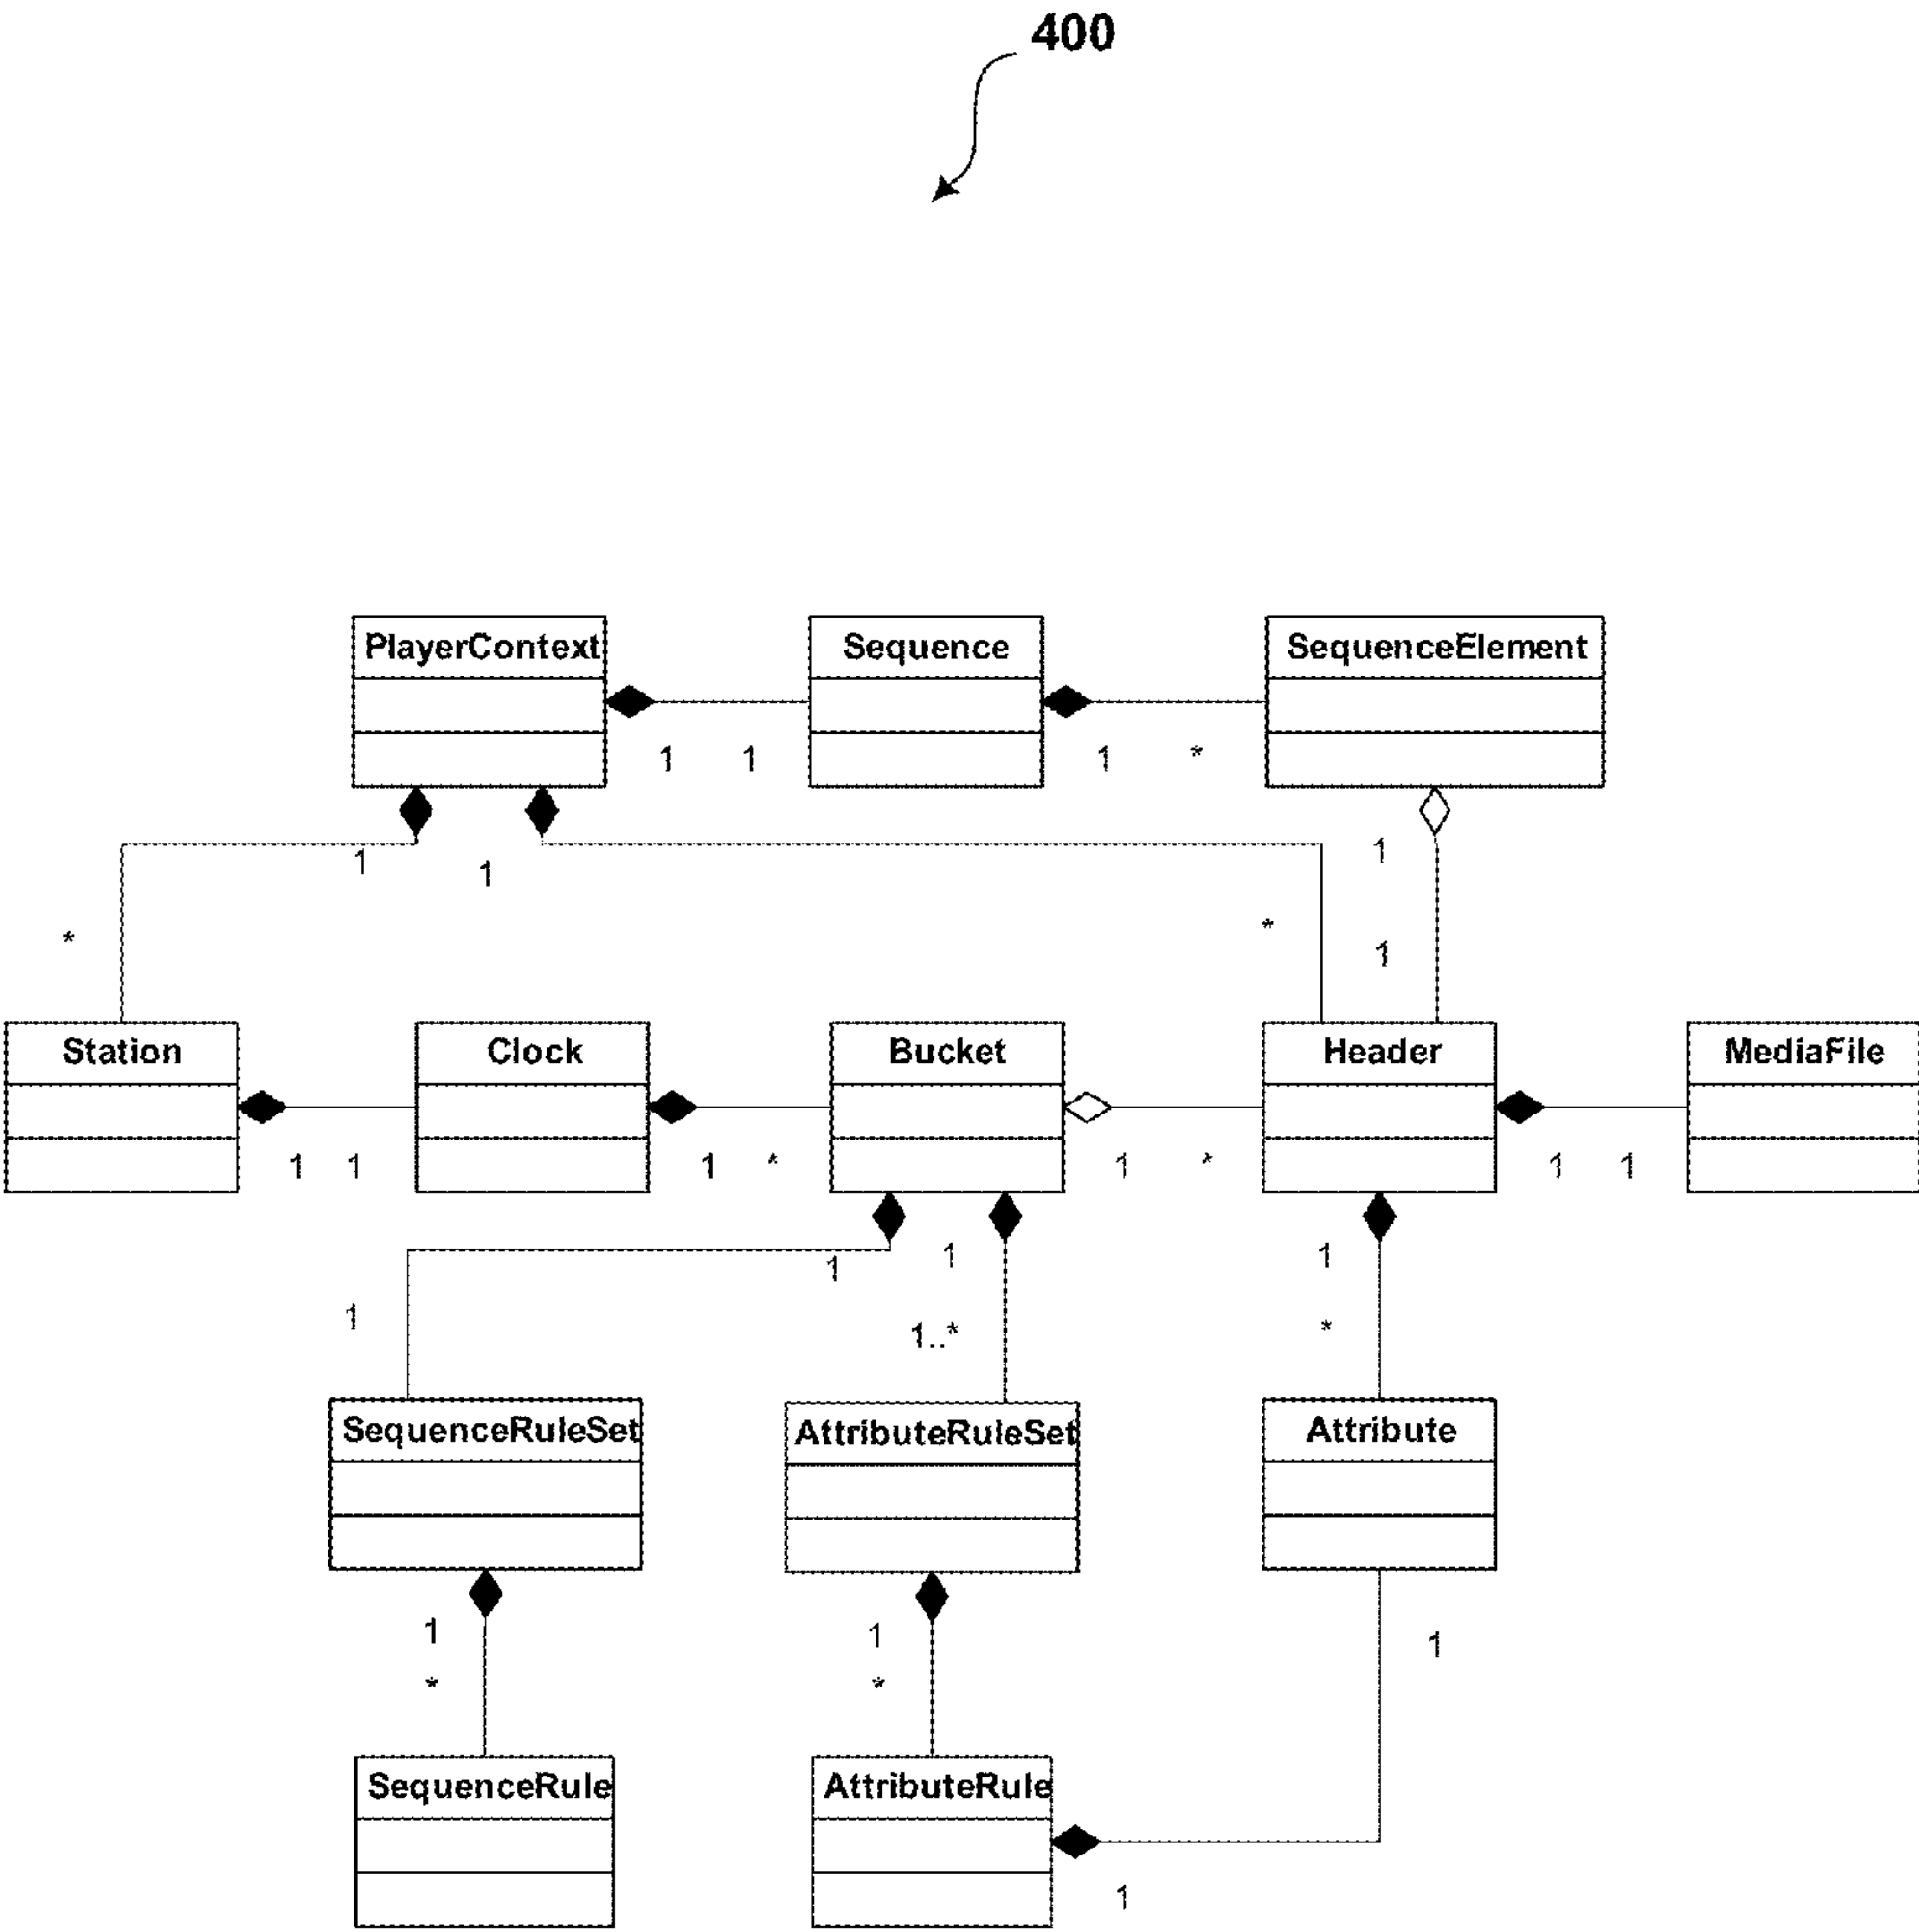 400
PlayerContext
Sequence
SequenceElement
1 1
1 *
1
1
1
*
*
1
Station
Clock
Bucket
Header
MediaFile
1 1
1 *
1 *
1 1
1
1
1
1
1..*
*
SequenceRuleSet
AttributeRuleSet
Attribute
1
1
1
*
*
SequenceRule
AttributeRule
1